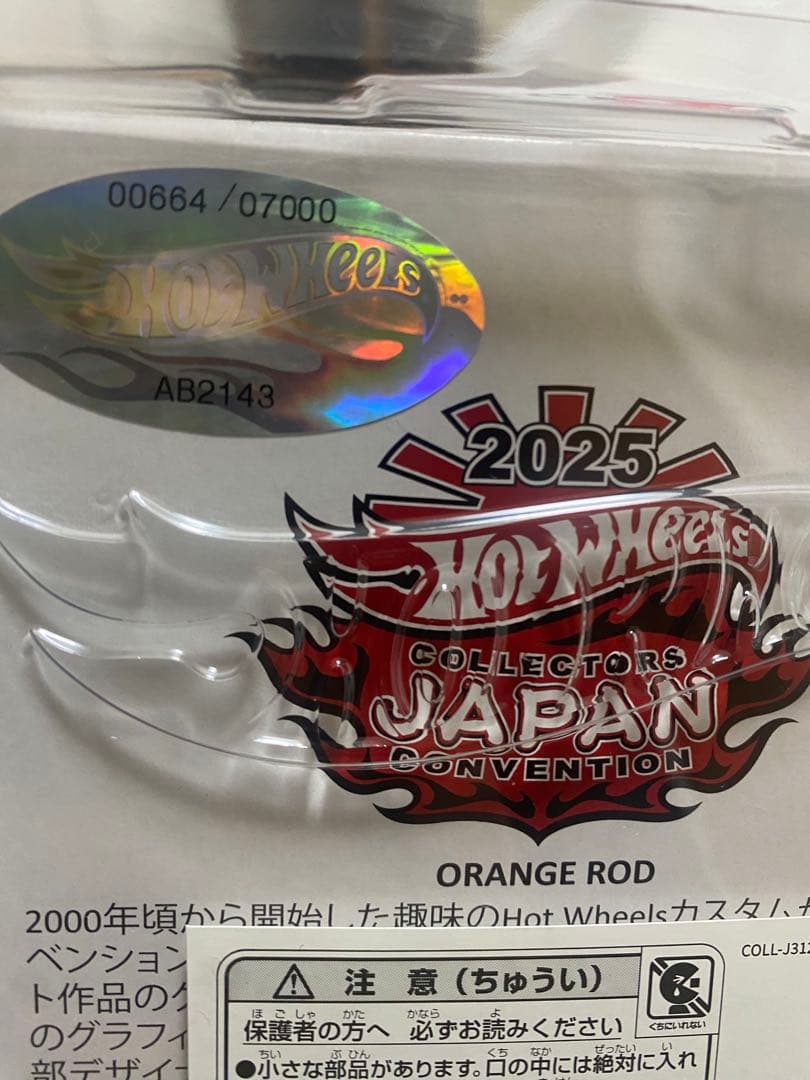 00664 / 07000
HOT WHEELS
AB2143
2025
HOT WHEELS
COLLECTORS
JAPAN
CONVENTION
ORANGE ROD
2000年頃から開始した趣味のHot Wheelsカスタムが
ベンション
ト作品のグ
のグラフィ
部デザイナ
COLL-J312
注 意（ちゅうい）
くちにいれない
ほごしゃ かた かなら よ
保護者の方へ 必ずお読みください
ちい ぶひん くち なか ぜったい い
●小さな部品があります。口の中には絶対に入れ